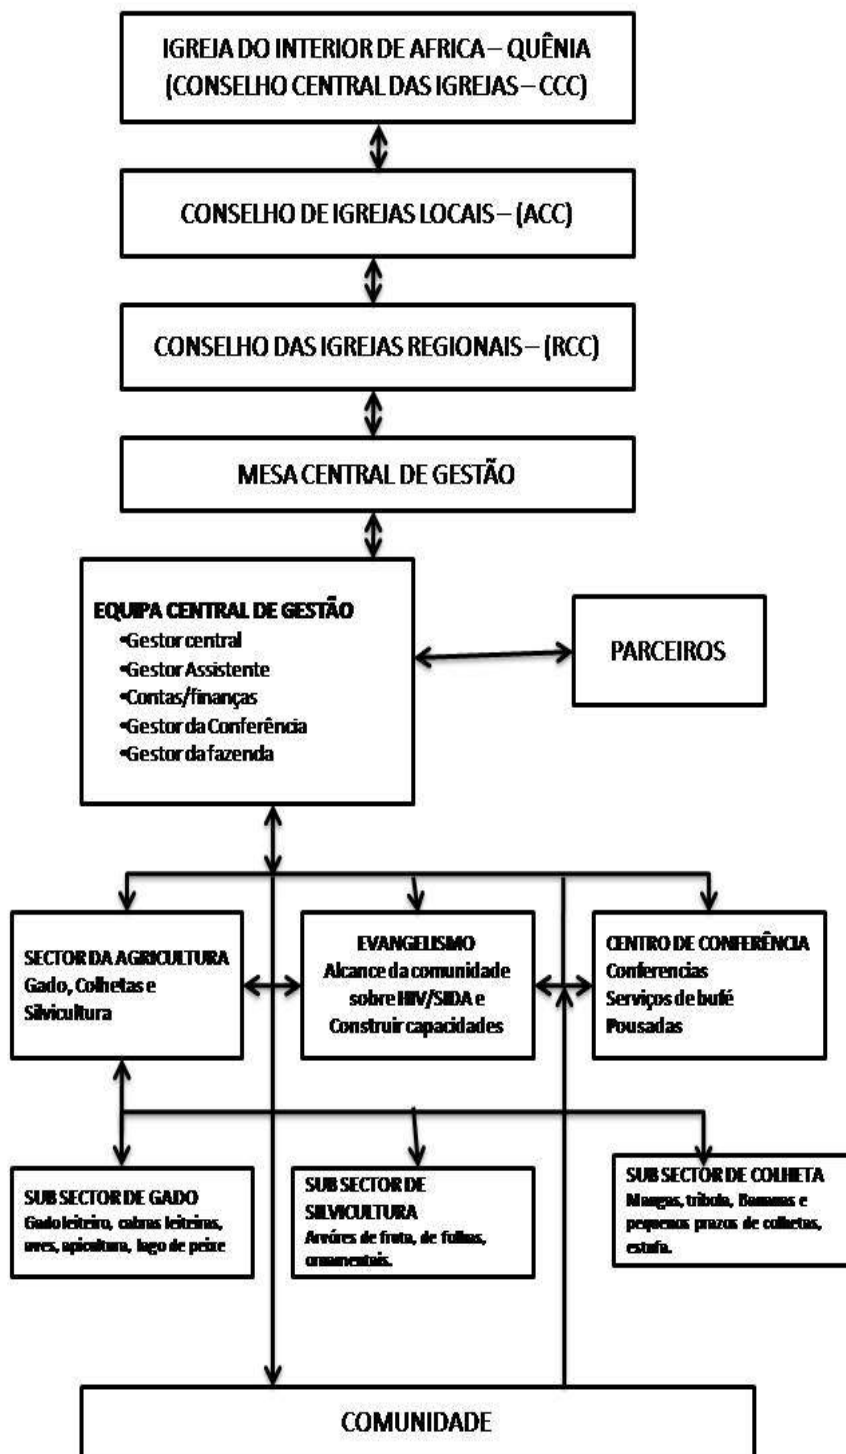 IGREJA DO INTERIOR DE AFRICA – QUÊNIA
(CONSELHO CENTRAL DAS IGREJAS – CCC)
CONSELHO DE IGREJAS LOCAIS – (ACC)
CONSELHO DAS IGREJAS REGIONAIS – (RCC)
MESA CENTRAL DE GESTÃO
EQUIPA CENTRAL DE GESTÃO
•Gestor central
•Gestor Assistente
•Contas/finanças
•Gestor da Conferência
•Gestor da fazenda
PARCEIROS
SECTOR DA AGRICULTURA
Gado, Colhetas e
Silvicultura
EVANGELISMO
Alcance da comunidade
sobre HIV/SIDA e
Construir capacidades
CENTRO DE CONFERÊNCIA
Conferencias
Serviços de bufé
Pousadas
SUB SECTOR DE GADO
Gado leiteiro, cabras leiteiras,
aves, apicultura, lago de peixe
SUB SECTOR DE
SILVICULTURA
Arvóres de fruta, de folhas,
ornamentais.
SUB SECTOR DE COLHETA
Mangas, Bananas e
pequenos prazos de colhetas,
estufa.
COMUNIDADE